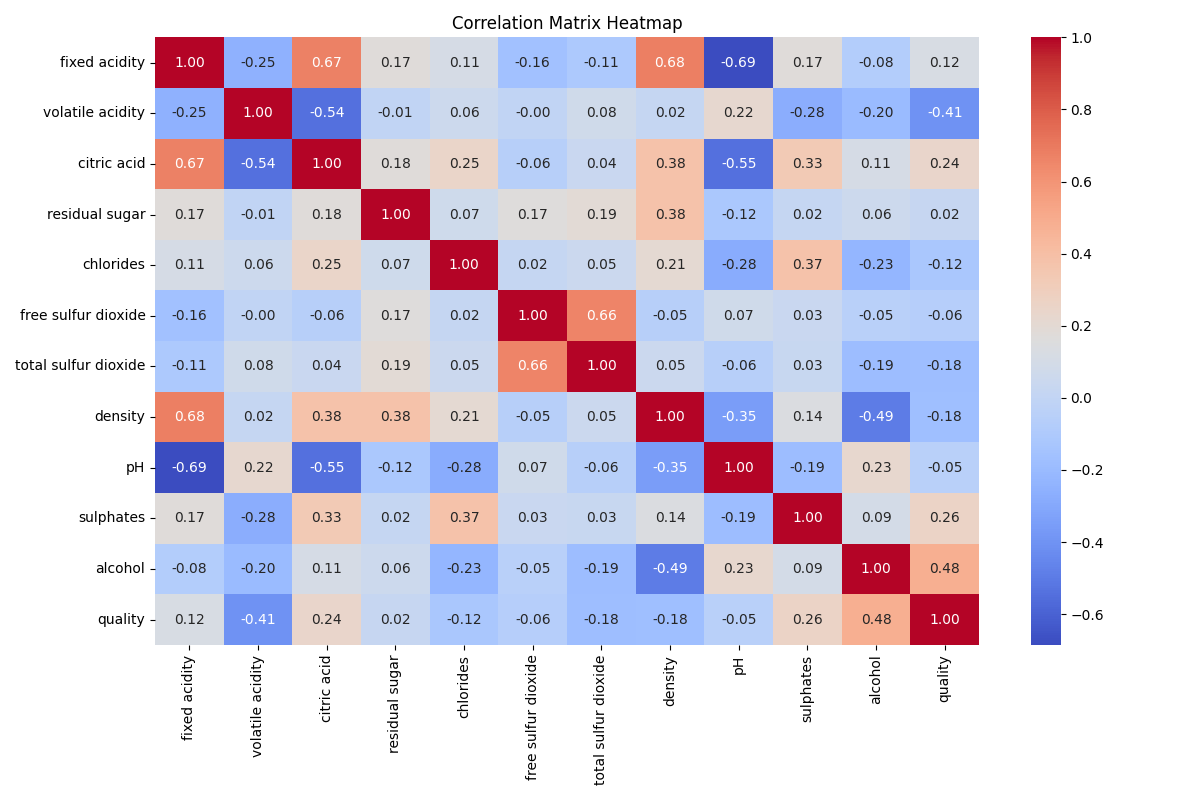 Correlation Matrix Heatmap
fixed acidity 1.00 -0.25 0.67 0.17 0.11 -0.16 -0.11 0.68 -0.69 0.17 -0.08 0.12
volatile acidity -0.25 1.00 -0.54 -0.01 0.06 -0.00 0.08 0.02 0.22 -0.28 -0.20 -0.41
citric acid 0.67 -0.54 1.00 0.18 0.25 -0.06 0.04 0.38 -0.55 0.33 0.11 0.24
residual sugar 0.17 -0.01 0.18 1.00 0.07 0.17 0.19 0.38 -0.12 0.02 0.06 0.02
chlorides 0.11 0.06 0.25 0.07 1.00 0.02 0.05 0.21 -0.28 0.37 -0.23 -0.12
free sulfur dioxide -0.16 -0.00 -0.06 0.17 0.02 1.00 0.66 -0.05 0.07 0.03 -0.05 -0.06
total sulfur dioxide -0.11 0.08 0.04 0.19 0.05 0.66 1.00 0.05 -0.06 0.03 -0.19 -0.18
density 0.68 0.02 0.38 0.38 0.21 -0.05 0.05 1.00 -0.35 0.14 -0.49 -0.18
pH -0.69 0.22 -0.55 -0.12 -0.28 0.07 -0.06 -0.35 1.00 -0.19 0.23 -0.05
sulphates 0.17 -0.28 0.33 0.02 0.37 0.03 0.03 0.14 -0.19 1.00 0.09 0.26
alcohol -0.08 -0.20 0.11 0.06 -0.23 -0.05 -0.19 -0.49 0.23 0.09 1.00 0.48
quality 0.12 -0.41 0.24 0.02 -0.12 -0.06 -0.18 -0.18 -0.05 0.26 0.48 1.00
fixed acidity
volatile acidity
citric acid
residual sugar
chlorides
free sulfur dioxide
total sulfur dioxide
density
pH
sulphates
alcohol
quality
1.0
0.8
0.6
0.4
0.2
0.0
−0.2
−0.4
−0.6